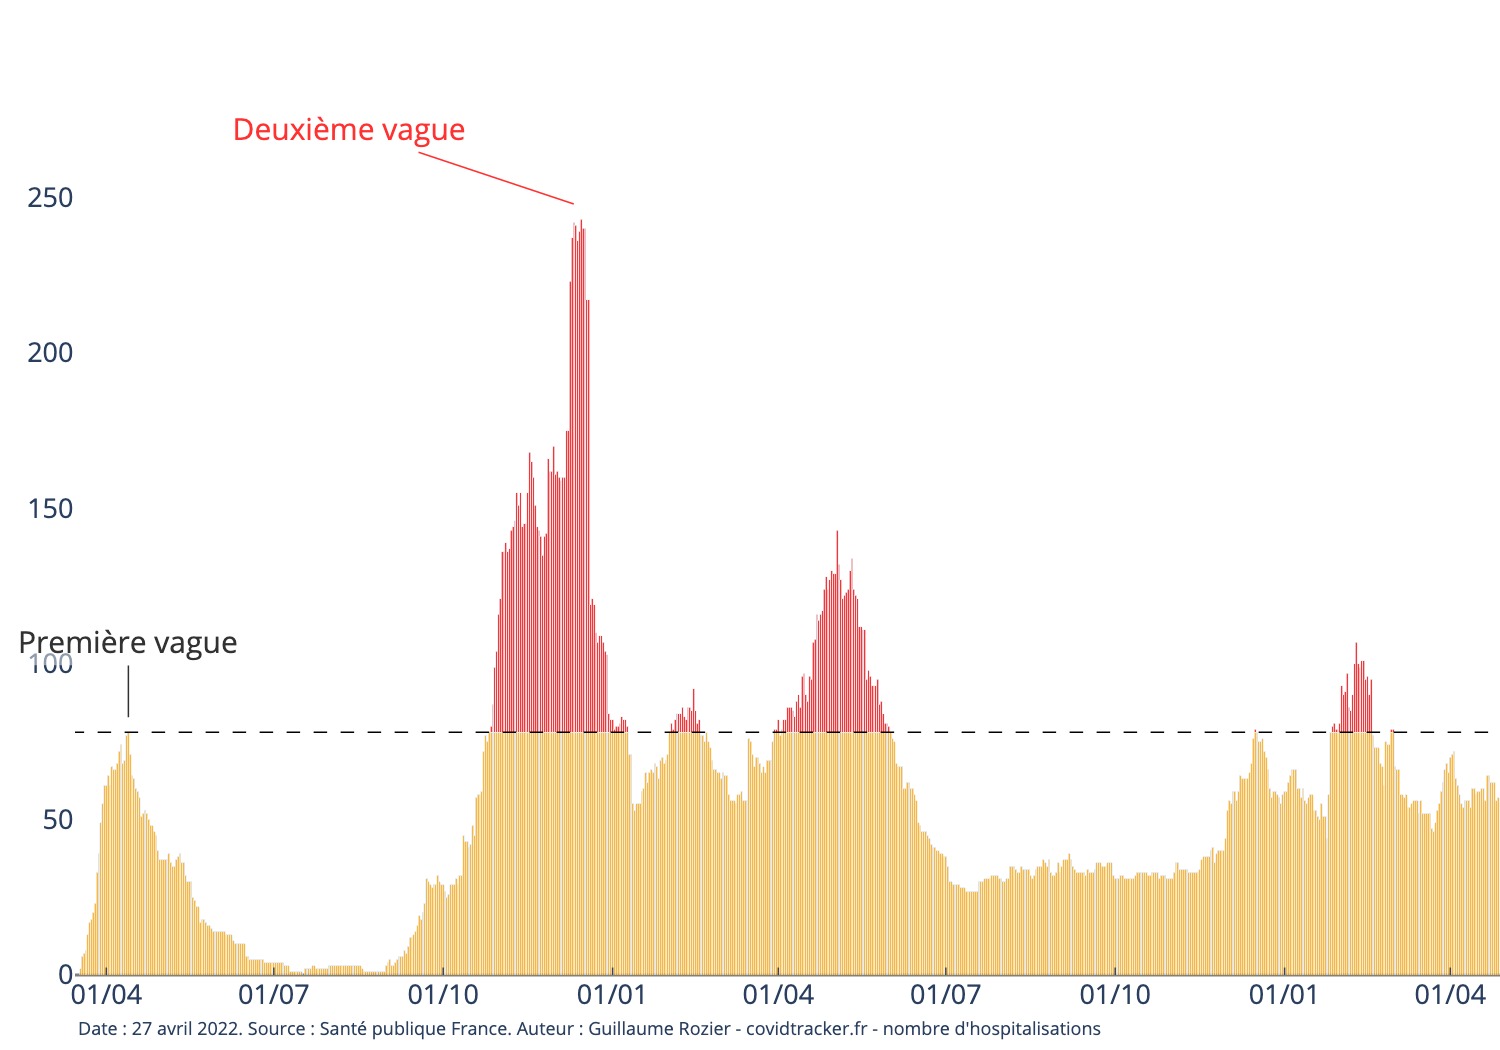 Deuxième vague
250
200
150
Première vague
100
50
0
01/04 01/07 01/10 01/01 01/04 01/07 01/10 01/01 01/04
Date : 27 avril 2022. Source : Santé publique France. Auteur : Guillaume Rozier - covidtracker.fr - nombre d'hospitalisations